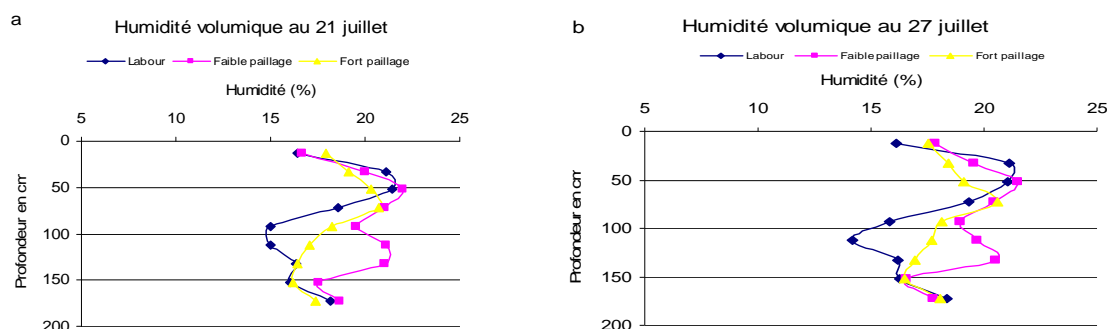 a
Humidité volumique au 21 juillet
Labour Faible paillage Fort paillage
Humidité (%)
5 10 15 20 25
0
50
100
150
200
Profondeur en cm
b
Humidité volumique au 27 juillet
Labour Faible paillage Fort paillage
Humidité (%)
5 10 15 20 25
0
50
100
150
200
Profondeur en cm